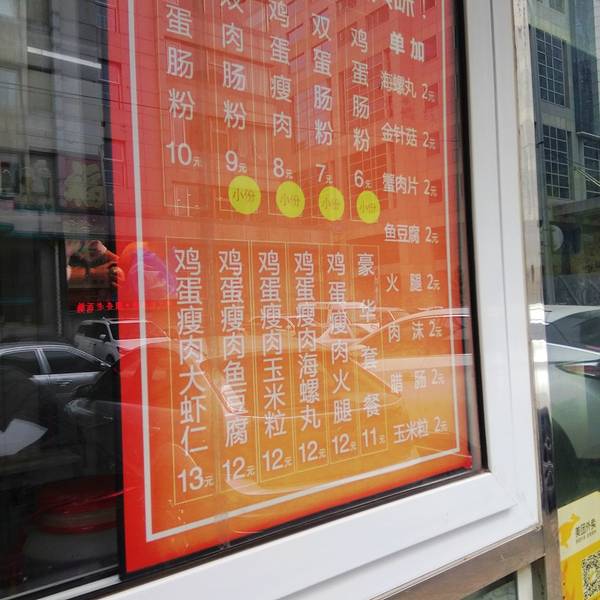 蛋肠粉 10元
双肉肠粉 9元
小份
鸡蛋瘦肉 8元
小份
双蛋肠粉 7元
小份
鸡蛋肠粉 6元
小份
味!
单加
海螺丸 2元
金针菇 2元
蟹肉片 2元
鱼豆腐 2元
火腿 2元
肉沫 2元
腊肠 2元
玉米粒 2元
鸡蛋瘦肉大虾仁 13元
鸡蛋瘦肉鱼豆腐 12元
鸡蛋瘦肉玉米粒 12元
鸡蛋瘦肉海螺丸 12元
鸡蛋瘦肉火腿 12元
豪华套餐 11元
美团外卖